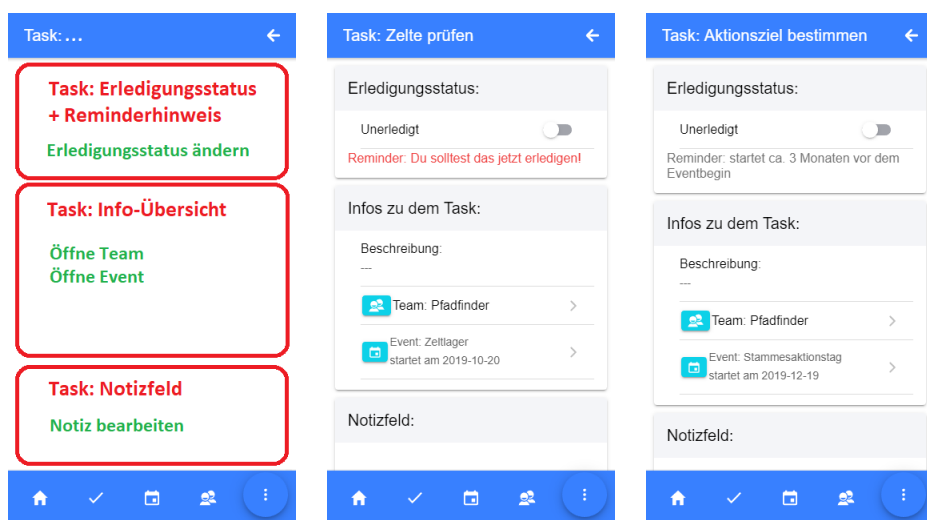 Task: ...
Task: Erledigungsstatus
+ Reminderhinweis
Erledigungsstatus ändern
Task: Info-Übersicht
Öffne Team
Öffne Event
Task: Notizfeld
Notiz bearbeiten
Task: Zelte prüfen
Erledigungsstatus:
Unerledigt
Reminder: Du solltest das jetzt erledigen!
Infos zu dem Task:
Beschreibung:
---
Team: Pfadfinder
Event: Zeltlager
startet am 2019-10-20
Notizfeld:
Task: Aktionsziel bestimmen
Erledigungsstatus:
Unerledigt
Reminder: startet ca. 3 Monaten vor dem
Eventbegin
Infos zu dem Task:
Beschreibung:
---
Team: Pfadfinder
Event: Stammesaktionstag
startet am 2019-12-19
Notizfeld: